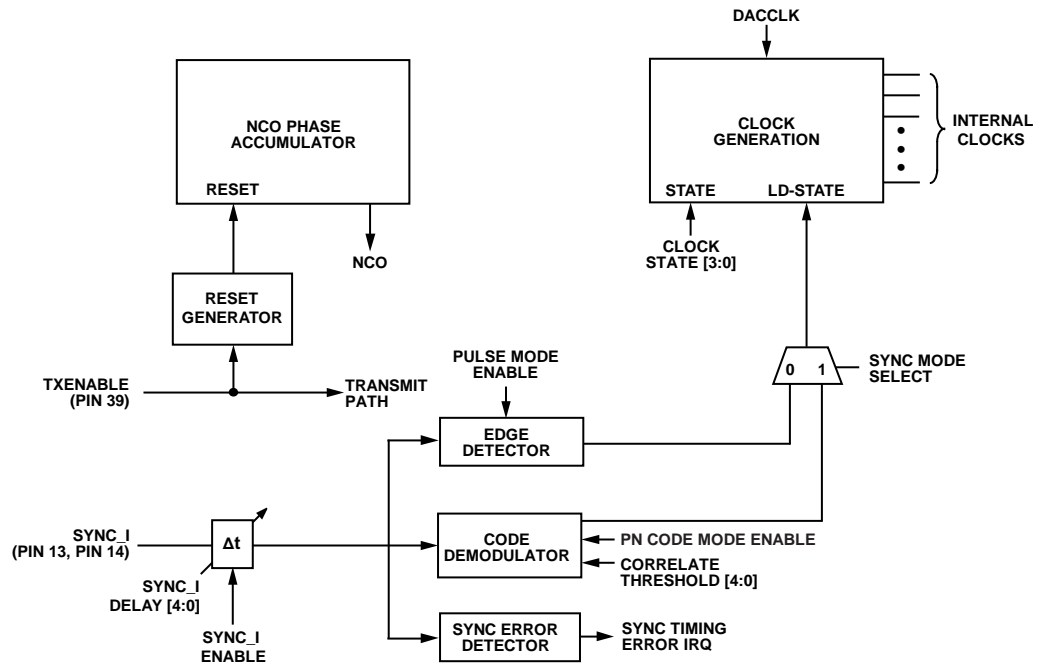 DACCLK
NCO PHASE
ACCUMULATOR
RESET
NCO
CLOCK
GENERATION
STATE
LD-STATE
INTERNAL
CLOCKS
CLOCK
STATE [3:0]
RESET
GENERATOR
TXENABLE
(PIN 39)
TRANSMIT
PATH
PULSE MODE
ENABLE
0 1
SYNC MODE
SELECT
EDGE
DETECTOR
SYNC_I
(PIN 13, PIN 14)
Δt
SYNC_I
DELAY [4:0]
SYNC_I
ENABLE
CODE
DEMODULATOR
PN CODE MODE ENABLE
CORRELATE
THRESHOLD [4:0]
SYNC ERROR
DETECTOR
SYNC TIMING
ERROR IRQ